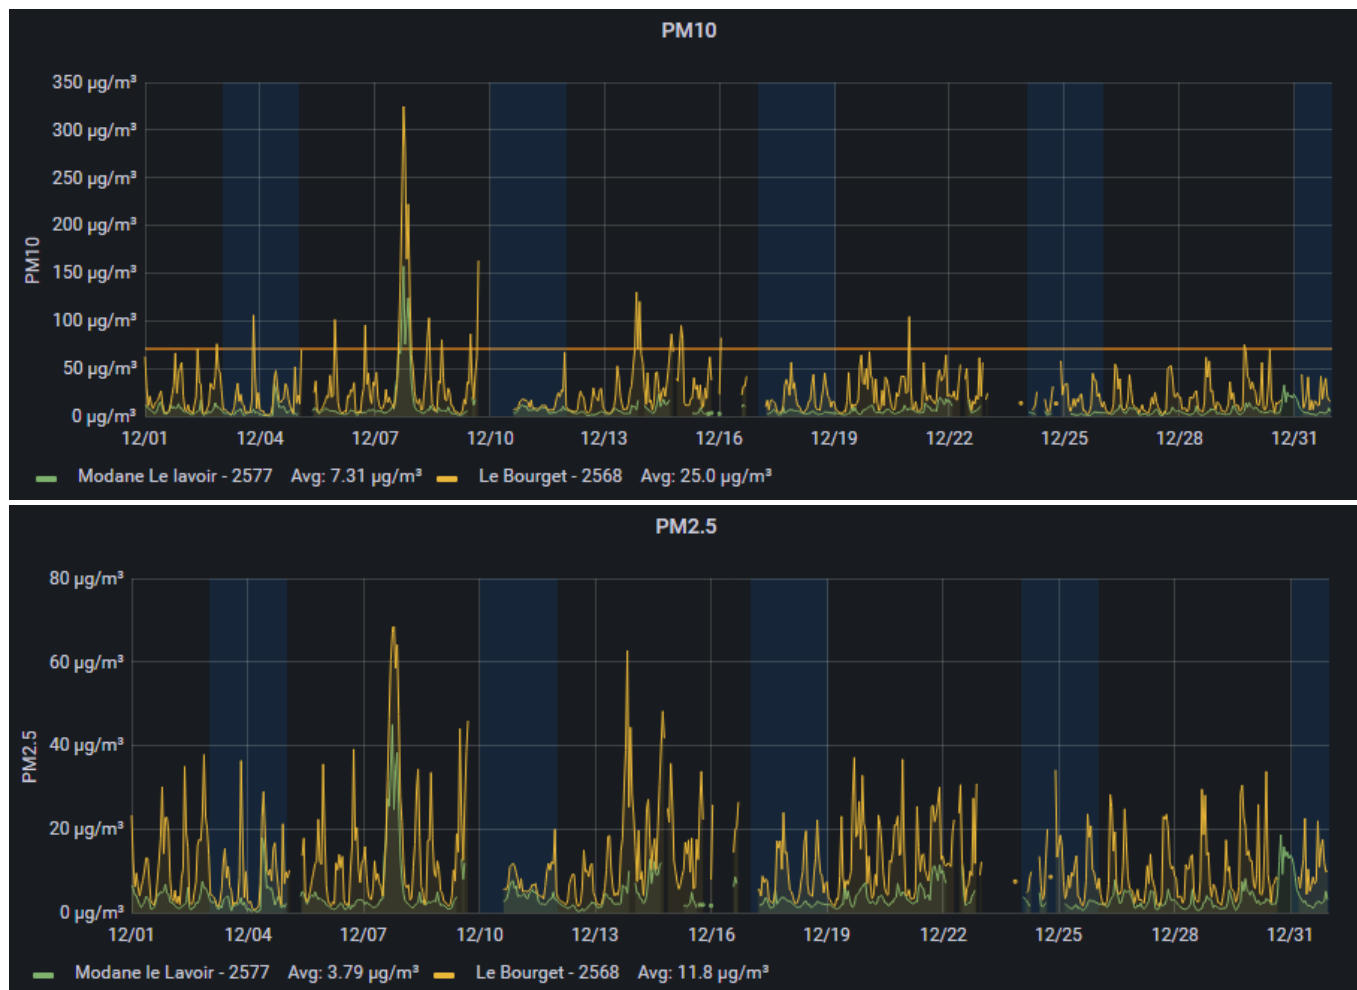 PM10
350 µg/m³
300 µg/m³
250 µg/m³
200 µg/m³
150 µg/m³
100 µg/m³
50 µg/m³
0 µg/m³
PM10
12/01 12/04 12/07 12/10 12/13 12/16 12/19 12/22 12/25 12/28 12/31
Modane Le lavoir - 2577 Avg: 7.31 µg/m³ Le Bourget - 2568 Avg: 25.0 µg/m³
PM2.5
80 µg/m³
60 µg/m³
40 µg/m³
20 µg/m³
0 µg/m³
PM2.5
12/01 12/04 12/07 12/10 12/13 12/16 12/19 12/22 12/25 12/28 12/31
Modane le Lavoir - 2577 Avg: 3.79 µg/m³ Le Bourget - 2568 Avg: 11.8 µg/m³